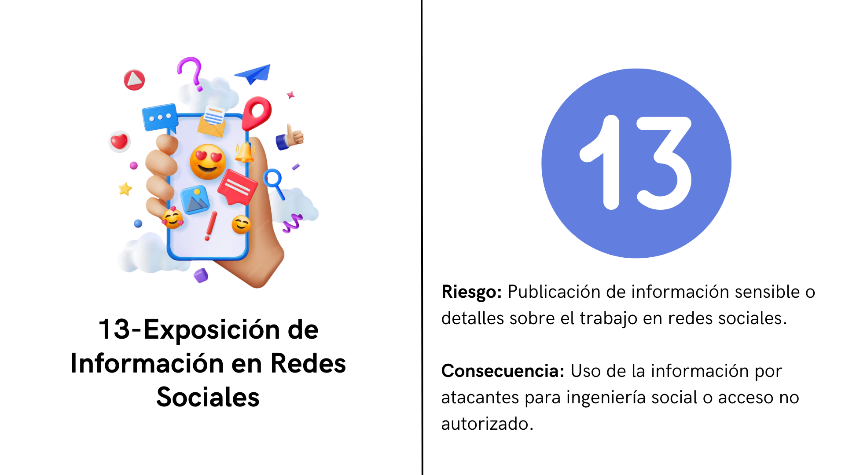 13-Exposición de
Información en Redes
Sociales
13
Riesgo: Publicación de información sensible o
detalles sobre el trabajo en redes sociales.
Consecuencia: Uso de la información por
atacantes para ingeniería social o acceso no
autorizado.